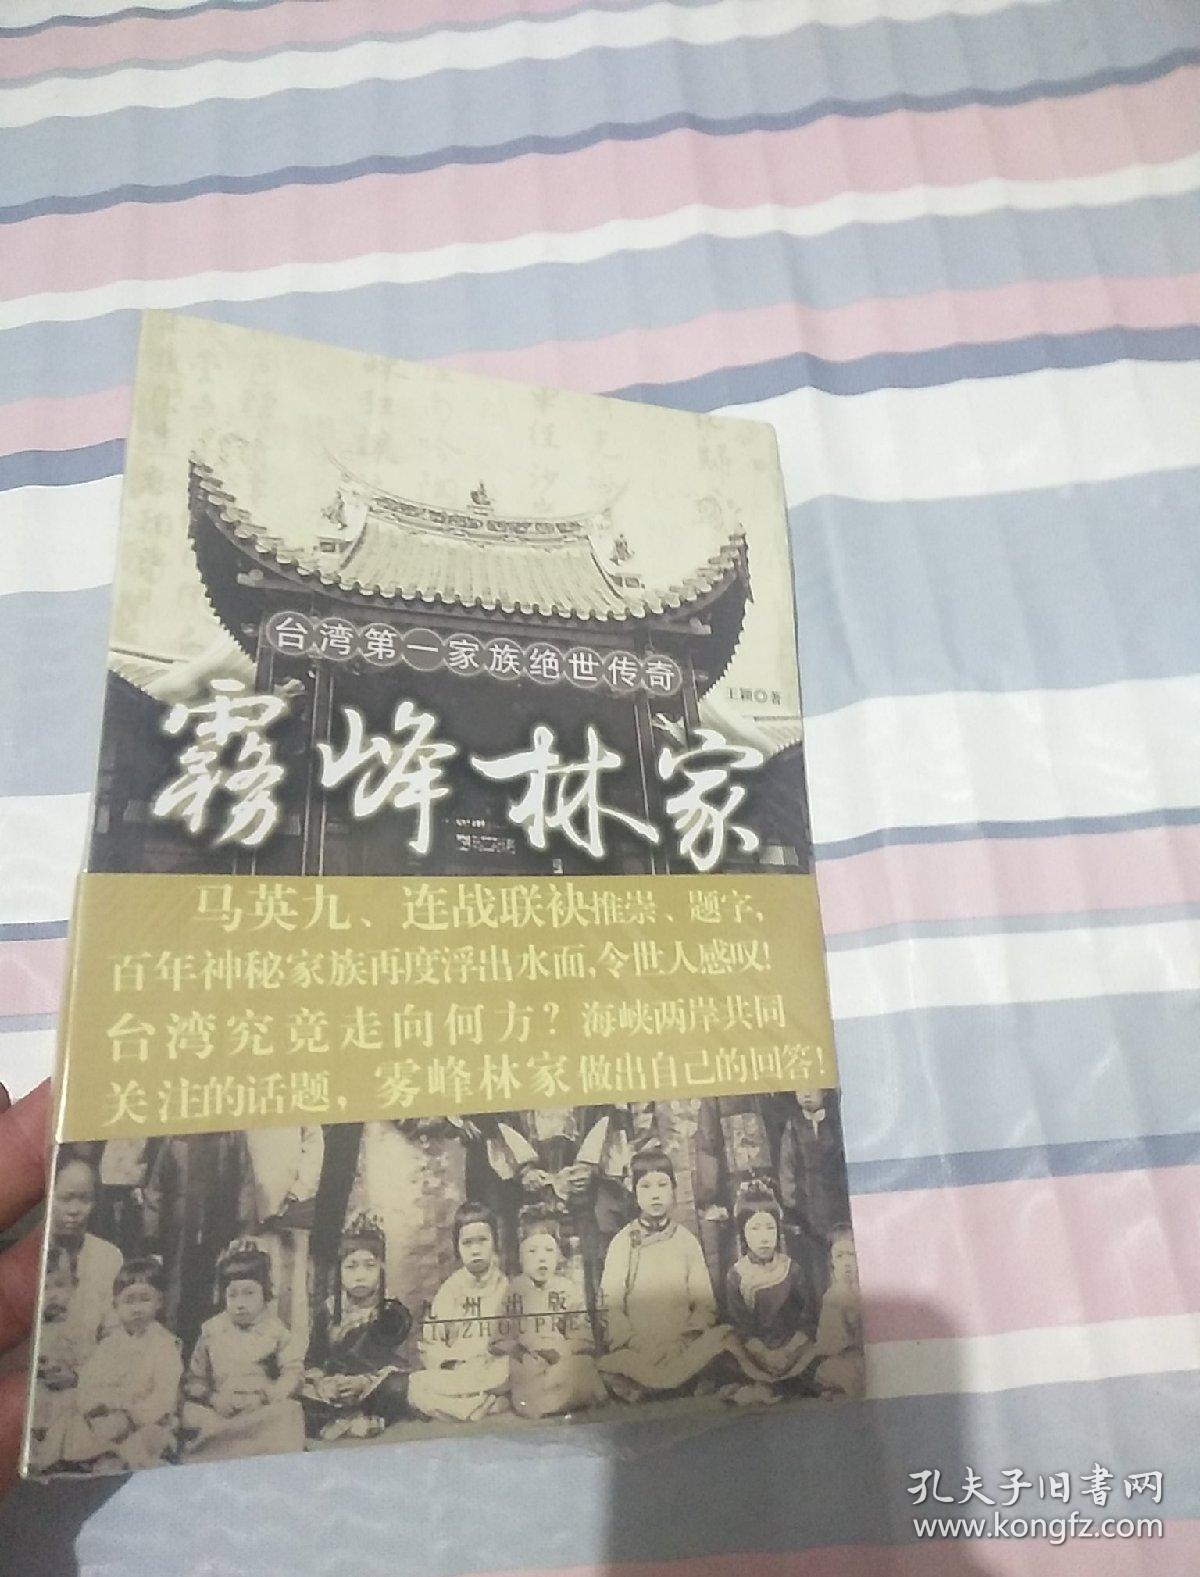 台湾第一家族绝世传奇
王颖◎著
霧峰林家
马英九、连战联袂推崇、题字，
百年神秘家族再度浮出水面，令世人感叹！
台湾究竟走向何方？海峡两岸共同
关注的话题，雾峰林家做出自己的回答！
九州出版社
JIUZHOUPRESS
孔夫子旧书网
www.kongfz.com